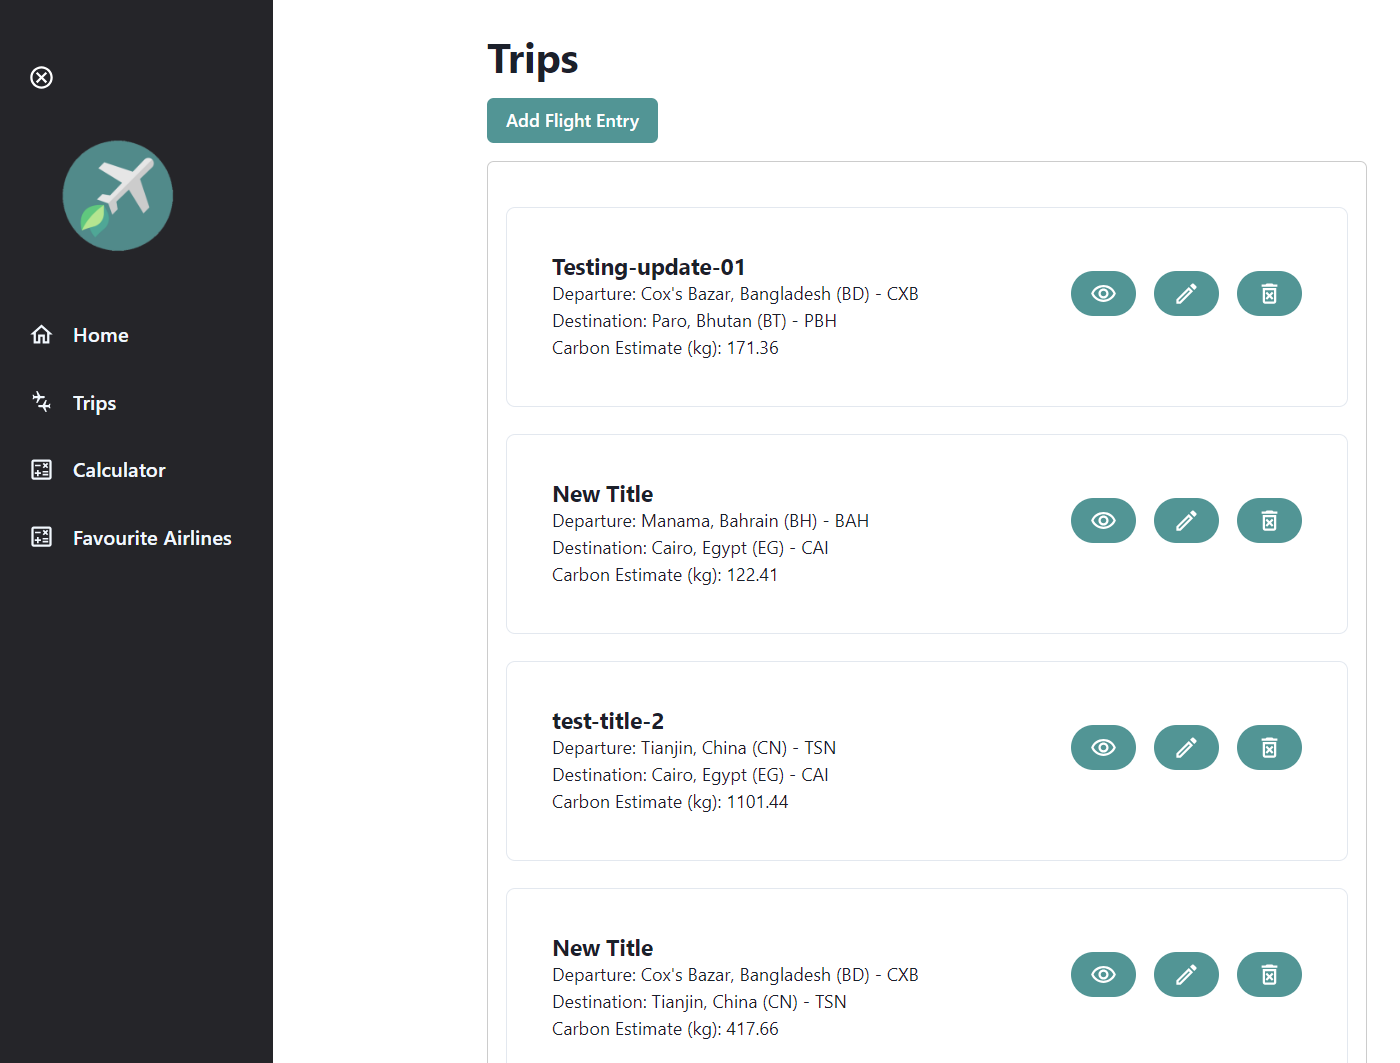 Trips
Add Flight Entry
Home
Trips
Calculator
Favourite Airlines
Testing-update-01
Departure: Cox's Bazar, Bangladesh (BD) - CXB
Destination: Paro, Bhutan (BT) - PBH
Carbon Estimate (kg): 171.36
New Title
Departure: Manama, Bahrain (BH) - BAH
Destination: Cairo, Egypt (EG) - CAI
Carbon Estimate (kg): 122.41
test-title-2
Departure: Tianjin, China (CN) - TSN
Destination: Cairo, Egypt (EG) - CAI
Carbon Estimate (kg): 1101.44
New Title
Departure: Cox's Bazar, Bangladesh (BD) - CXB
Destination: Tianjin, China (CN) - TSN
Carbon Estimate (kg): 417.66